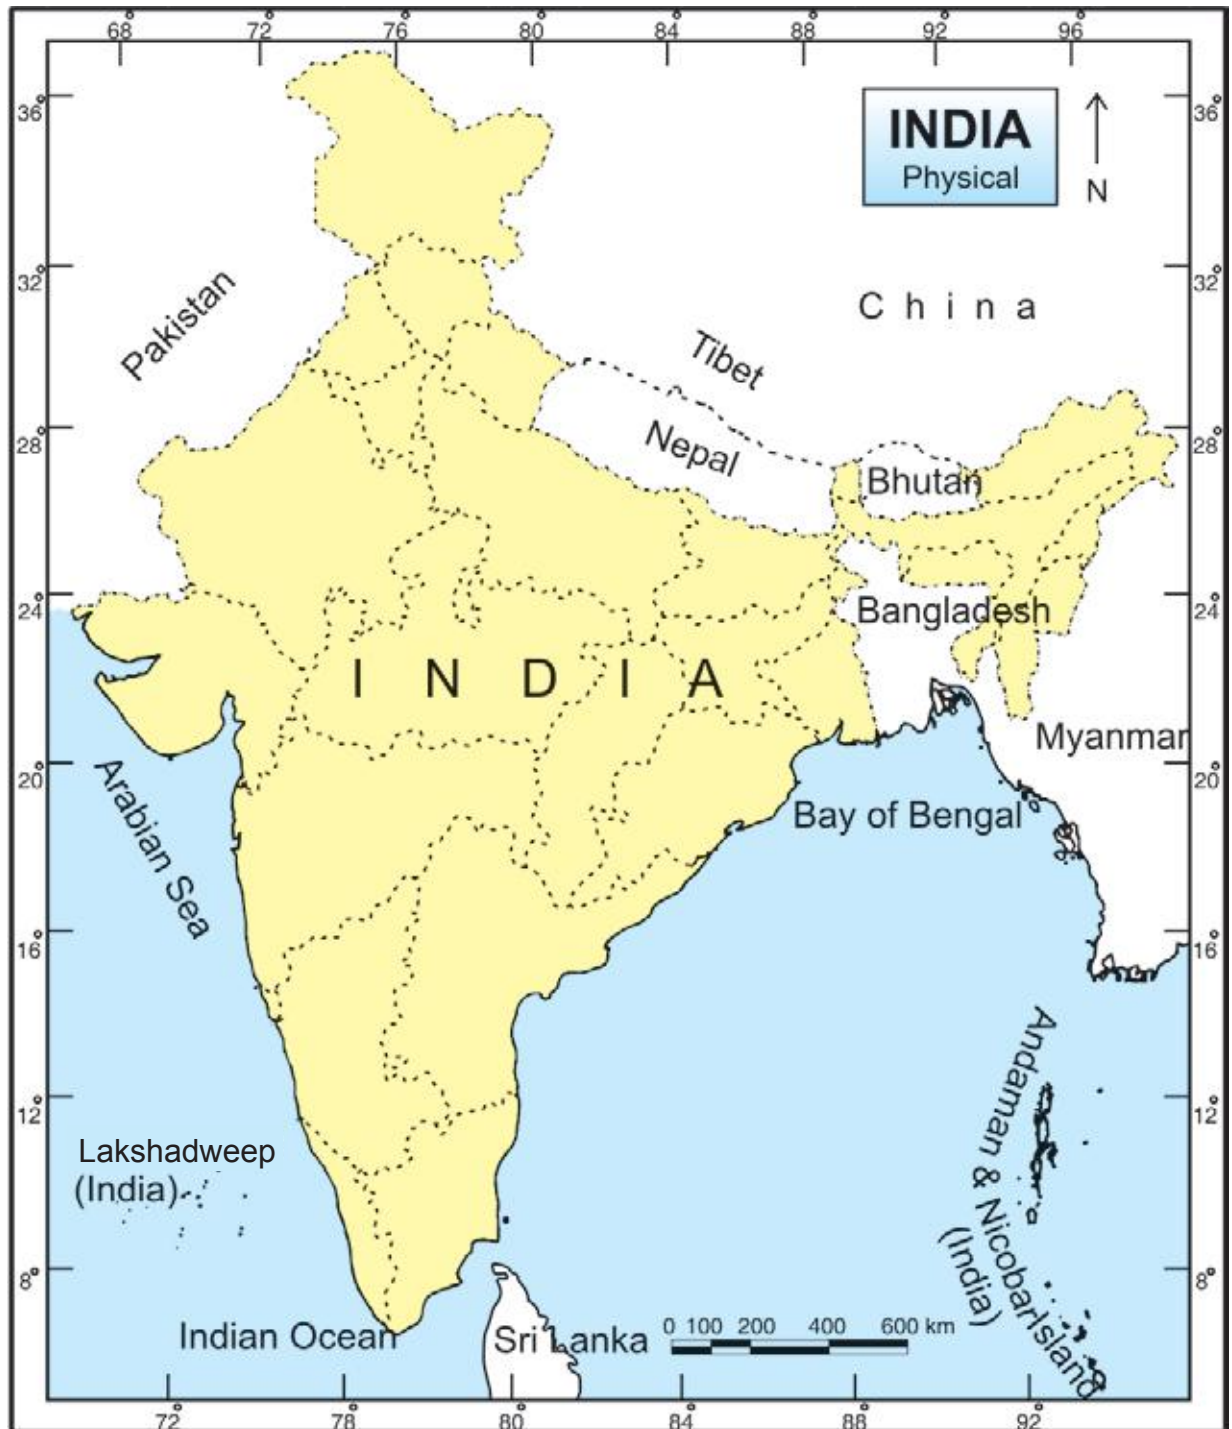 68° 72° 76° 80° 84° 88° 92° 96°
36° 36°
INDIA
Physical
N
32° 32°
Pakistan
China
Tibet
28° 28°
Nepal
Bhutan
24° 24°
Bangladesh
INDIA
Myanmar
20° 20°
Arabian Sea
Bay of Bengal
16° 16°
12° 12°
Andaman & Nicobar Island
(India)
Lakshadweep
(India)
8° 8°
Indian Ocean
Sri Lanka
0 100 200 400 600 km
72° 78° 80° 84° 88° 92°